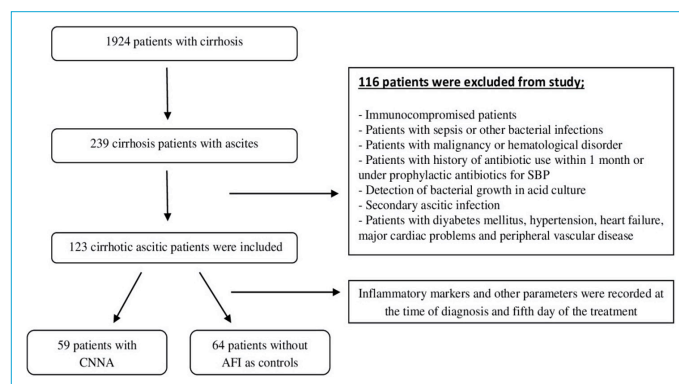 1924 patients with cirrhosis
239 cirrhosis patients with ascites
116 patients were excluded from study;
- Immunocompromised patients
- Patients with sepsis or other bacterial infections
- Patients with malignancy or hematological disorder
- Patients with history of antibiotic use within 1 month or
under prophylactic antibiotics for SBP
- Detection of bacterial growth in acid culture
- Secondary ascitic infection
- Patients with diyabetes mellitus, hypertension, heart failure,
major cardiac problems and peripheral vascular disease
123 cirrhotic ascitic patients were included
Inflammatory markers and other parameters were recorded at
the time of diagnosis and fifth day of the treatment
59 patients with
CNNA
64 patients without
AFI as controls